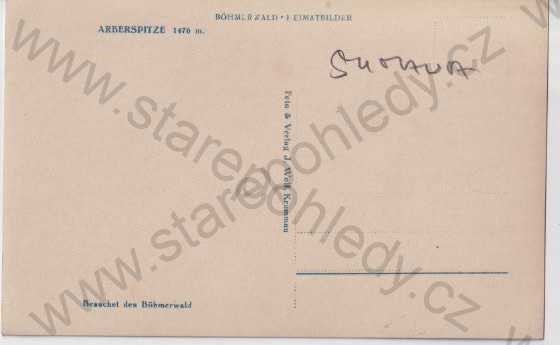 BÖHMERWALD • HEIMATBILDER
ARBERSPITZE 1476 m.
ŠUMAVA
Foto & Verlag J. Wolf, Krummau
Besuchet den Böhmerwald
www.starepohledy.cz
www.starepohledy.cz
www.starepohledy.cz